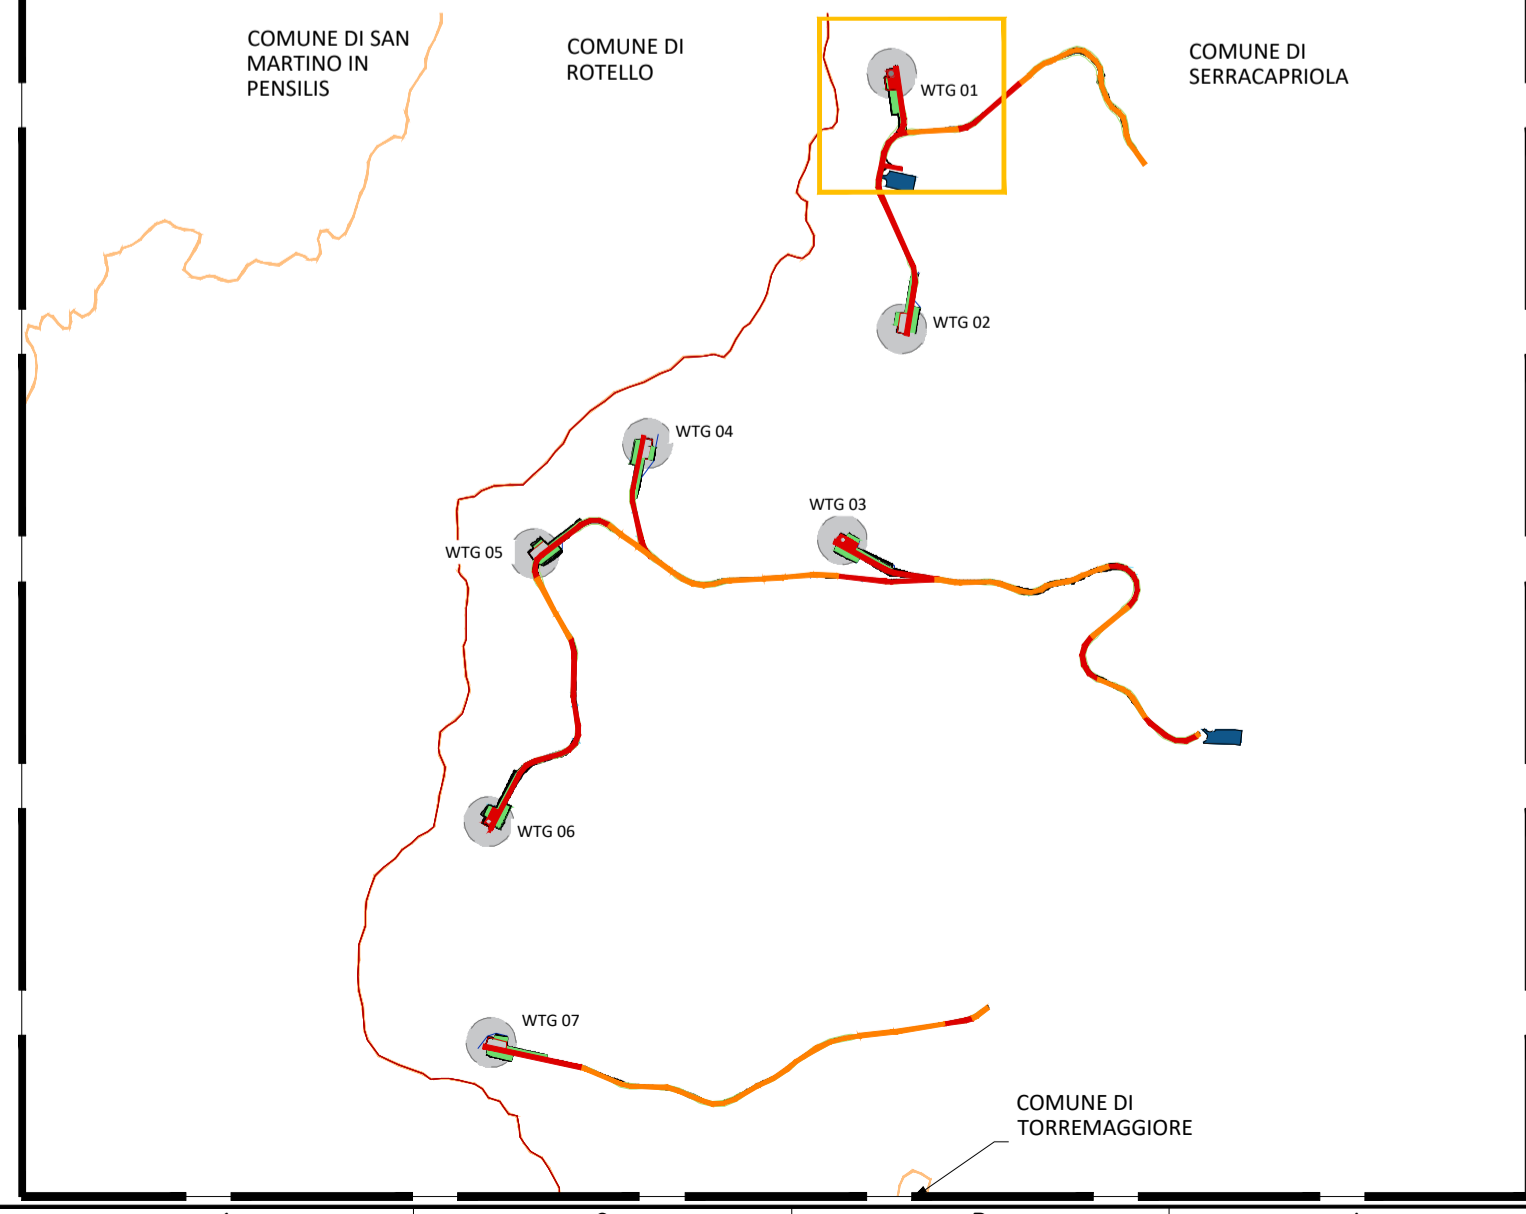 COMUNE DI SAN
MARTINO IN
PENSILIS
COMUNE DI
ROTELLO
COMUNE DI
SERRACAPRIOLA
WTG 01
WTG 02
WTG 04
WTG 03
WTG 05
WTG 06
WTG 07
COMUNE DI
TORREMAGGIORE